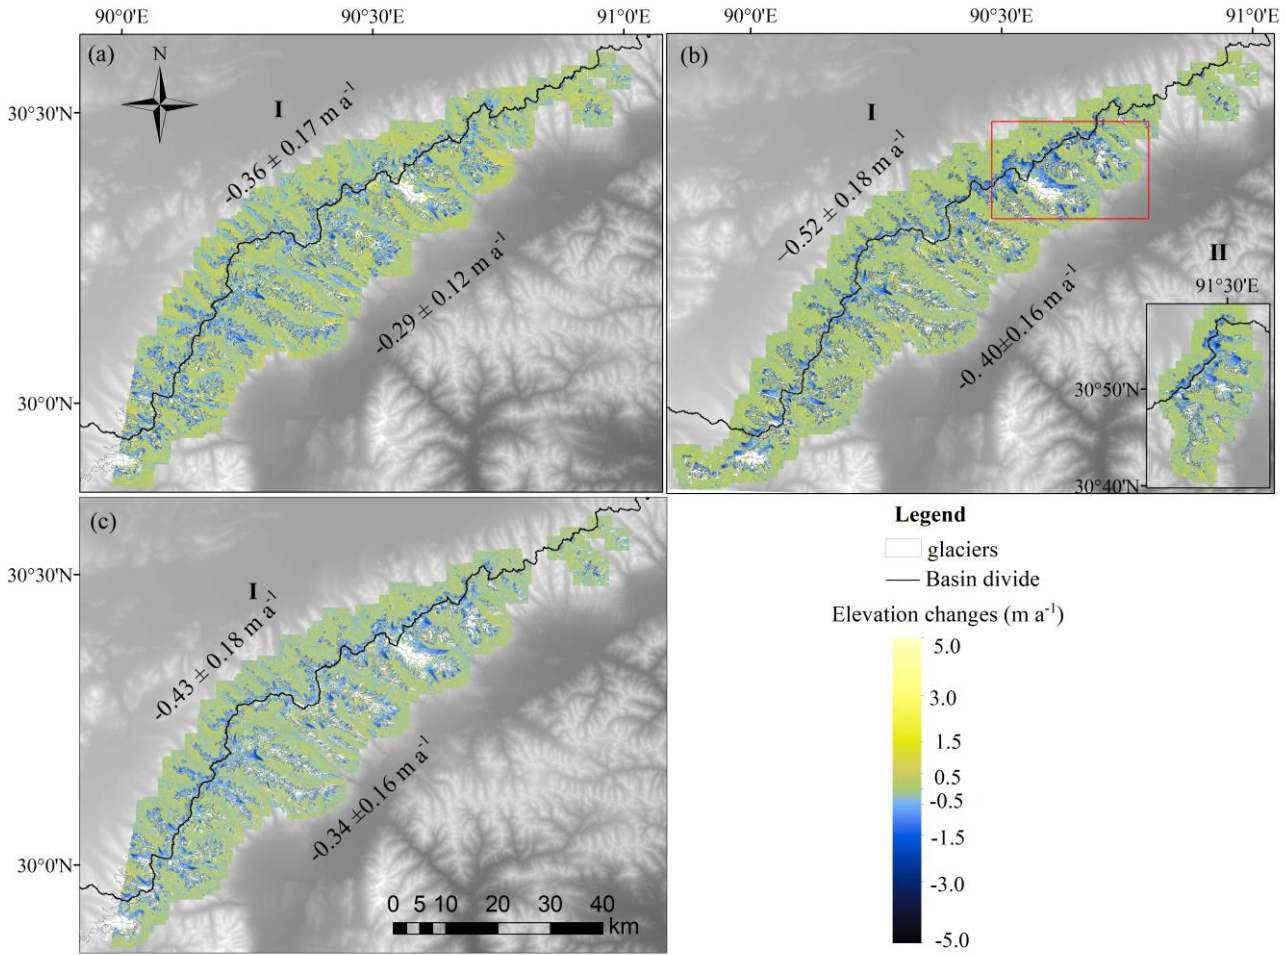 90°0'E 90°30'E 91°0'E 90°0'E 90°30'E 91°0'E
(a) N I -0.36 ± 0.17 m a⁻¹ -0.29 ± 0.12 m a⁻¹
30°30'N
30°0'N
(b) I −0.52 ± 0.18 m a⁻¹ -0. 40±0.16 m a⁻¹
II
91°30'E
30°50'N
30°40'N
(c) I -0.43 ± 0.18 m a⁻¹ -0.34 ±0.16 m a⁻¹
30°30'N
30°0'N
0 5 10 20 30 40
km
Legend
glaciers
Basin divide
Elevation changes (m a⁻¹)
5.0
3.0
1.5
0.5
-0.5
-1.5
-3.0
-5.0